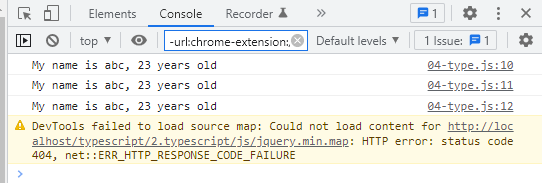 Elements Console Recorder 1
top -url:chrome-extension: Default levels 1 Issue: 1
My name is abc, 23 years old 04-type.js:10
My name is abc, 23 years old 04-type.js:11
My name is abc, 23 years old 04-type.js:12
DevTools failed to load source map: Could not load content for http://loc
alhost/typescript/2.typescript/js/jquery.min.map: HTTP error: status code
404, net::ERR_HTTP_RESPONSE_CODE_FAILURE